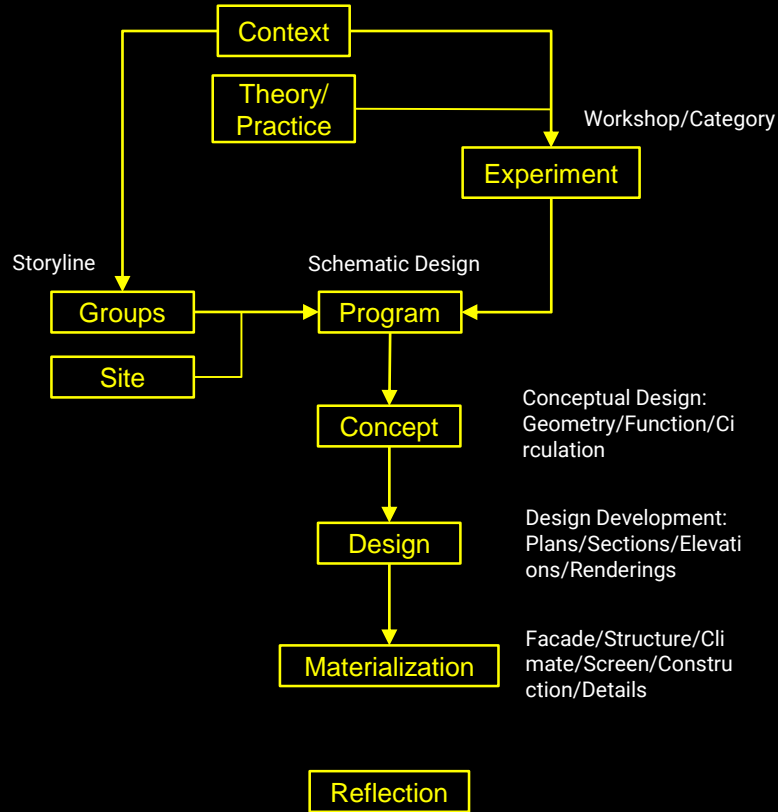 Context
Theory/
Practice
Workshop/Category
Experiment
Storyline
Schematic Design
Groups
Program
Site
Conceptual Design:
Geometry/Function/Ci
rculation
Concept
Design Development:
Plans/Sections/Elevati
ons/Renderings
Design
Facade/Structure/Cli
mate/Screen/Constru
ction/Details
Materialization
Reflection